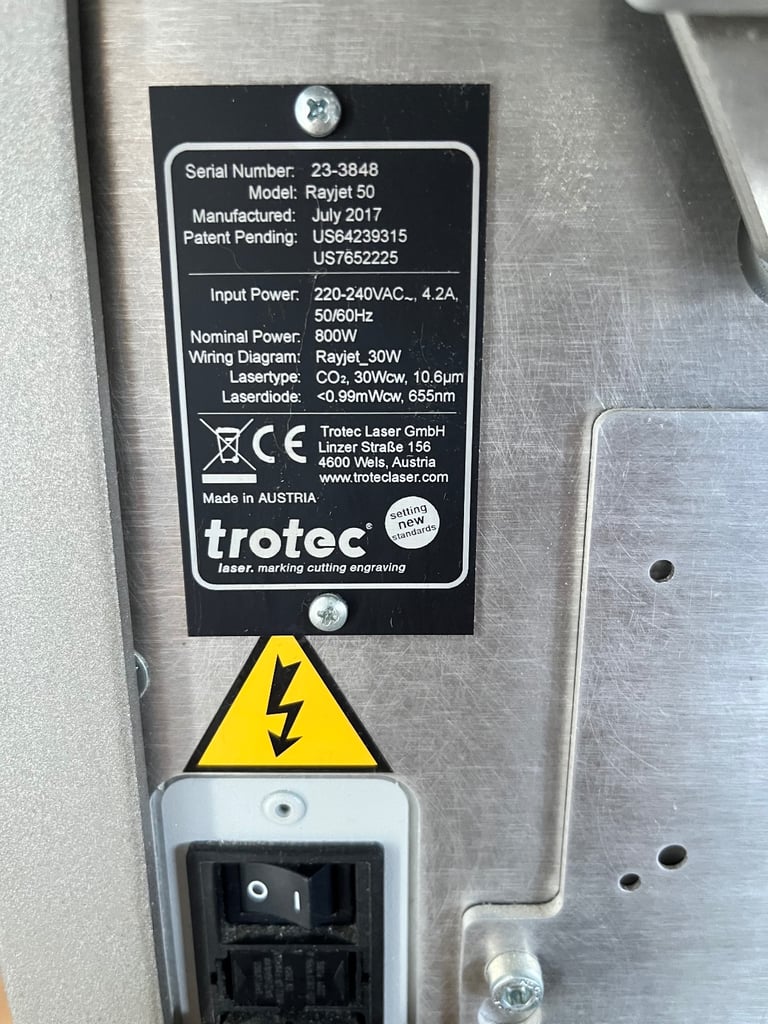 Serial Number: 23-3848
Model: Rayjet 50
Manufactured: July 2017
Patent Pending: US64239315
US7652225
Input Power: 220-240VAC~, 4.2A,
50/60Hz
Nominal Power: 800W
Wiring Diagram: Rayjet_30W
Lasertype: CO₂, 30Wcw, 10.6µm
Laserdiode: <0.99mWcw, 655nm
CE
Trotec Laser GmbH
Linzer Straße 156
4600 Wels, Austria
www.troteclaser.com
Made in AUSTRIA
setting
new
standards
trotec®
laser. marking cutting engraving
O I